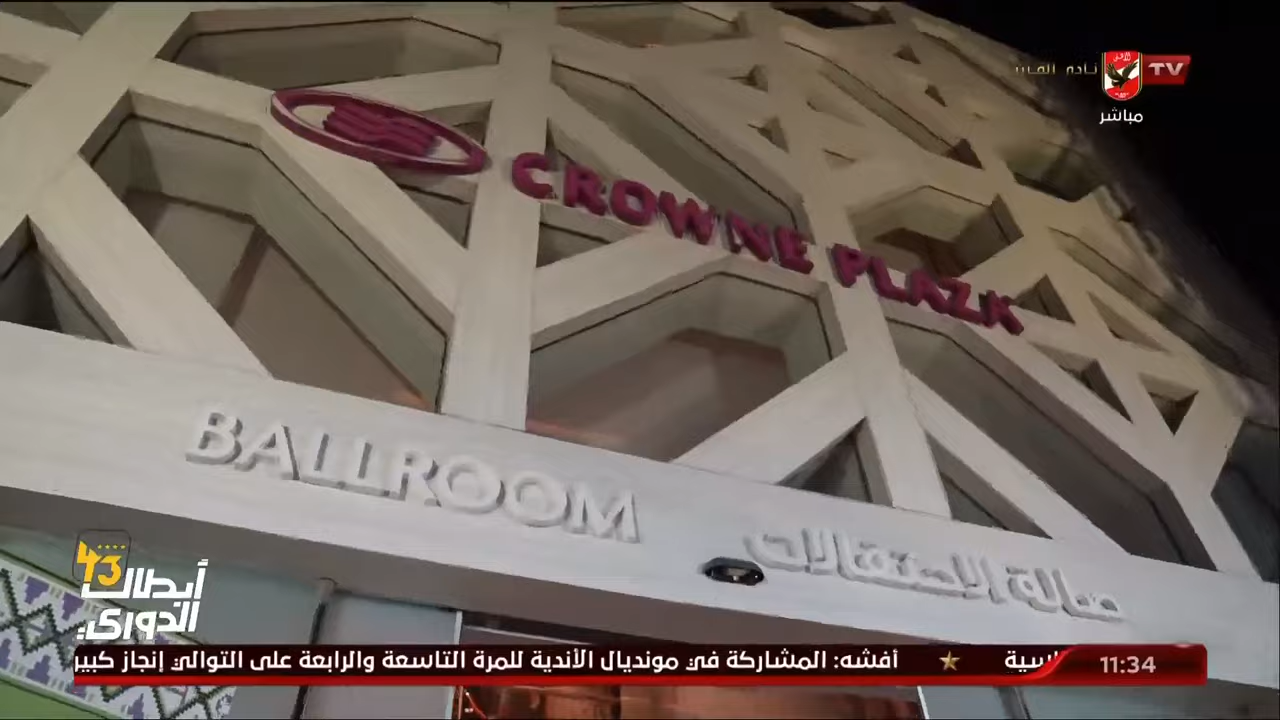 TV
مباشر
CROWNE PLAZA
BALLROOM
صالة الاحتفالات
43
أبطال
الدوري
أفشه: المشاركة في مونديال الأندية للمرة التاسعة والرابعة على التوالي إنجاز كبير
11:34